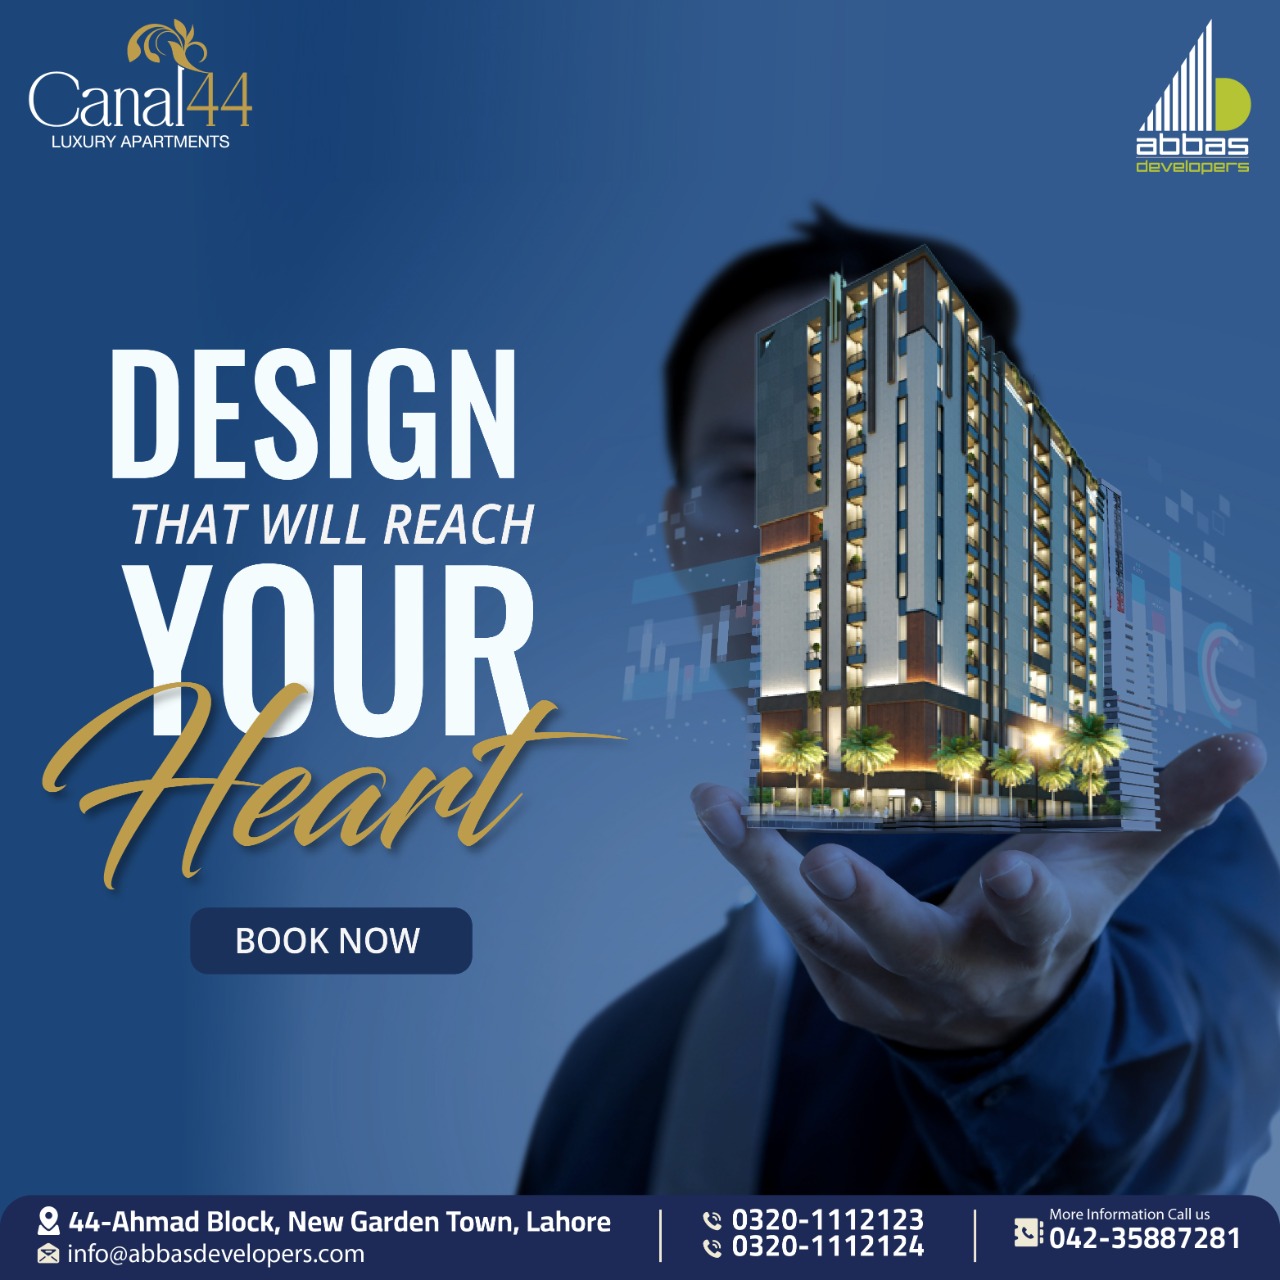 Canal44
LUXURY APARTMENTS
abbas
developers
DESIGN
THAT WILL REACH
YOUR
Heart
BOOK NOW
44-Ahmad Block, New Garden Town, Lahore
info@abbasdevelopers.com
0320-1112123
0320-1112124
More Information Call us
042-35887281